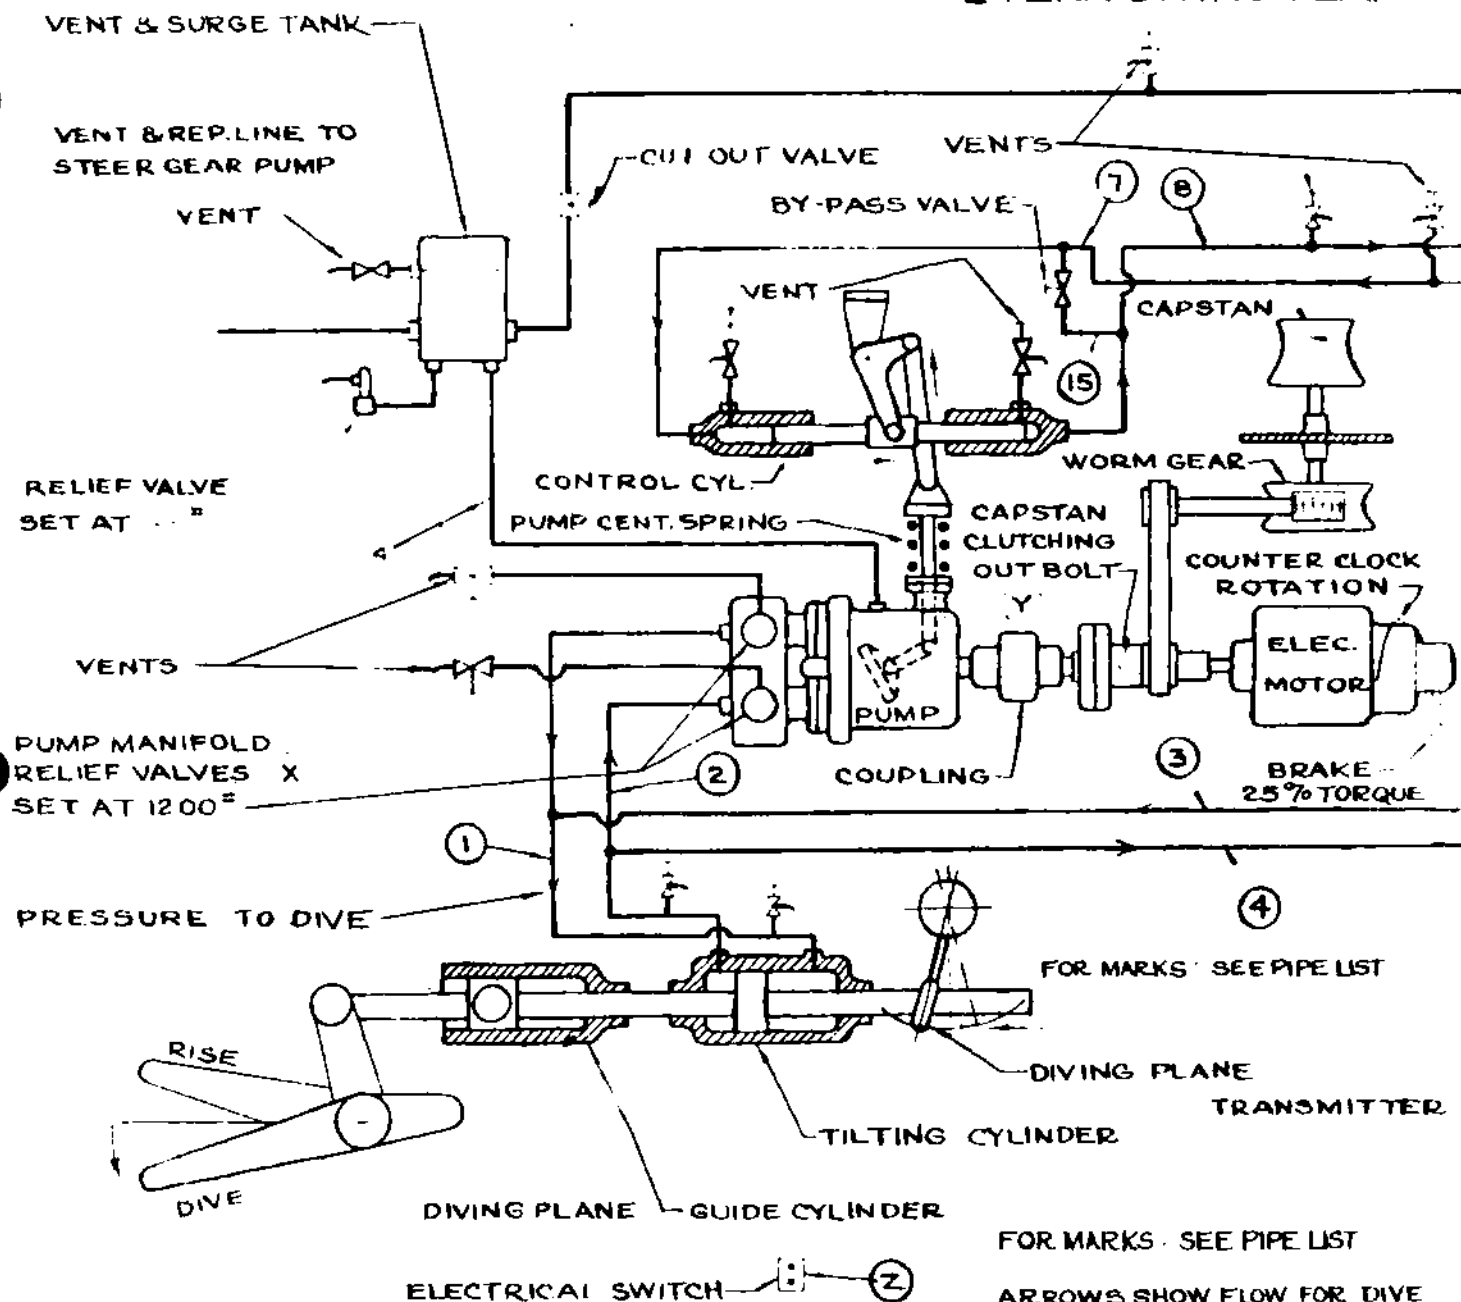 VENT & SURGE TANK
VENT & REP. LINE TO
STEER GEAR PUMP
VENT
CUT OUT VALVE
VENTS
BY-PASS VALVE
7
8
VENT
CAPSTAN
15
RELIEF VALVE
SET AT
CONTROL CYL.
WORM GEAR
PUMP CENT. SPRING
CAPSTAN
CLUTCHING
OUT BOLT
Y
COUNTER CLOCK
ROTATION
VENTS
ELEC.
MOTOR
PUMP
PUMP MANIFOLD
RELIEF VALVES X
SET AT 1200
2
COUPLING
3
BRAKE
25% TORQUE
1
PRESSURE TO DIVE
4
FOR MARKS SEE PIPE LIST
RISE
DIVING PLANE
TRANSMITTER
TILTING CYLINDER
DIVE
DIVING PLANE GUIDE CYLINDER
FOR MARKS SEE PIPE LIST
ELECTRICAL SWITCH
Z
ARROWS SHOW FLOW FOR DIVE